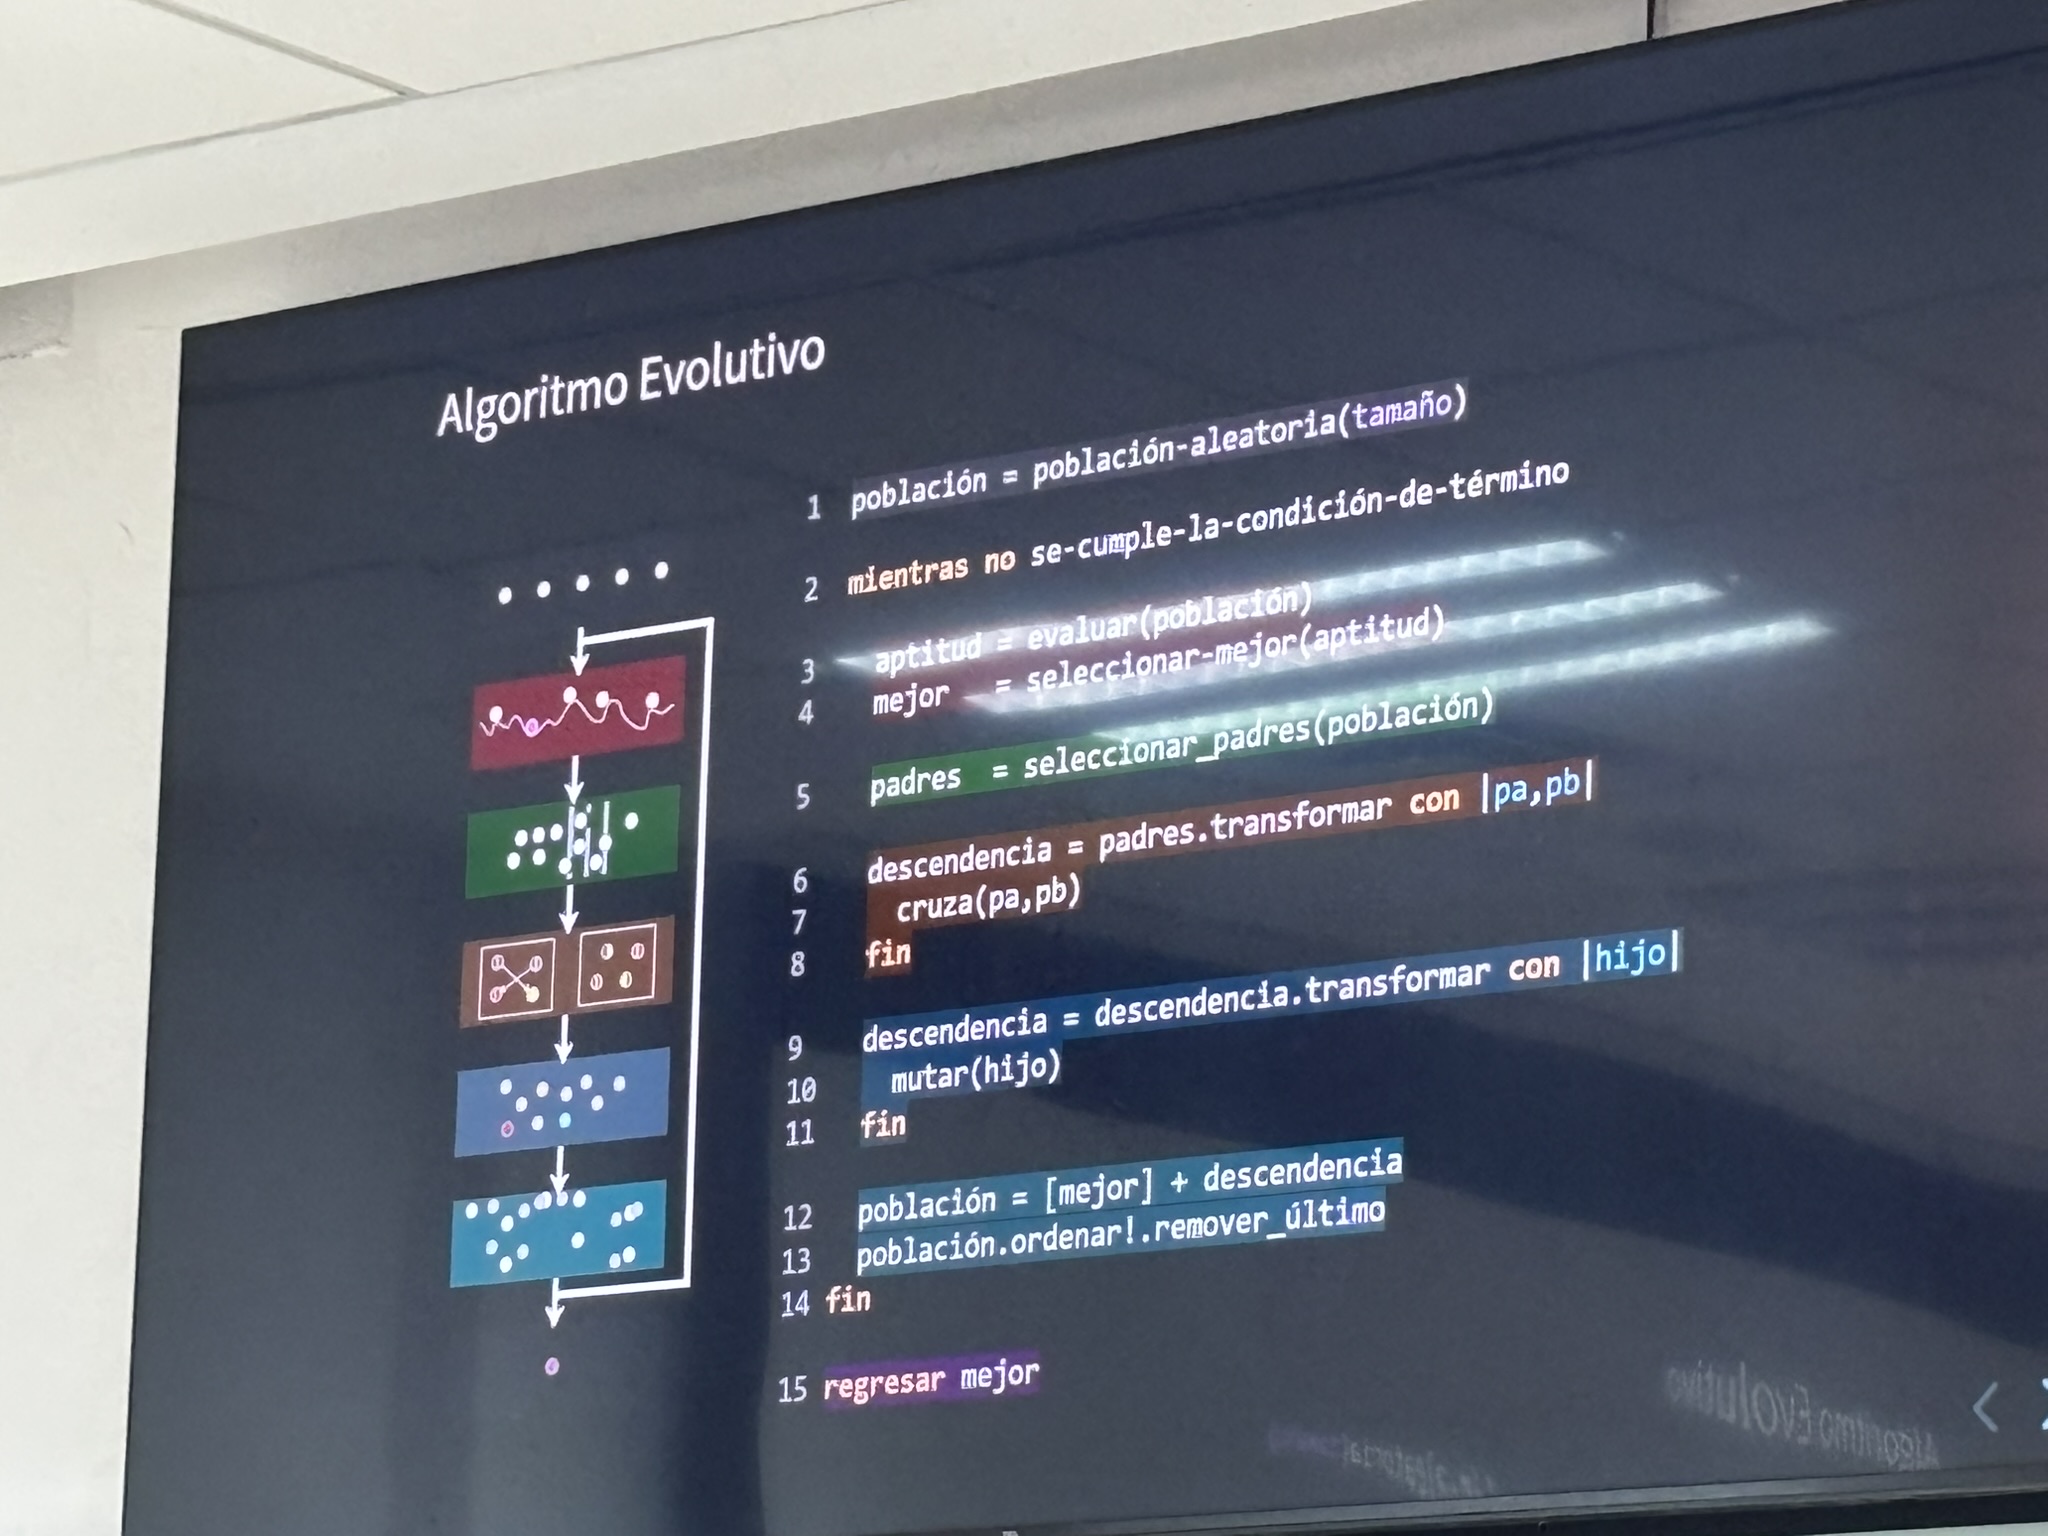 Algoritmo Evolutivo
1 población = población-aleatoria(tamaño)
2 mientras no se-cumple-la-condición-de-término
3 aptitud = evaluar(población)
4 mejor = seleccionar-mejor(aptitud)
5 padres = seleccionar_padres(población)
6 descendencia = padres.transformar con |pa,pb|
7 cruza(pa,pb)
8 fin
9 descendencia = descendencia.transformar con |hijo|
10 mutar(hijo)
11 fin
12 población = [mejor] + descendencia
13 población.ordenar!.remover_último
14 fin
15 regresar mejor
Algoritmo Evolutivo